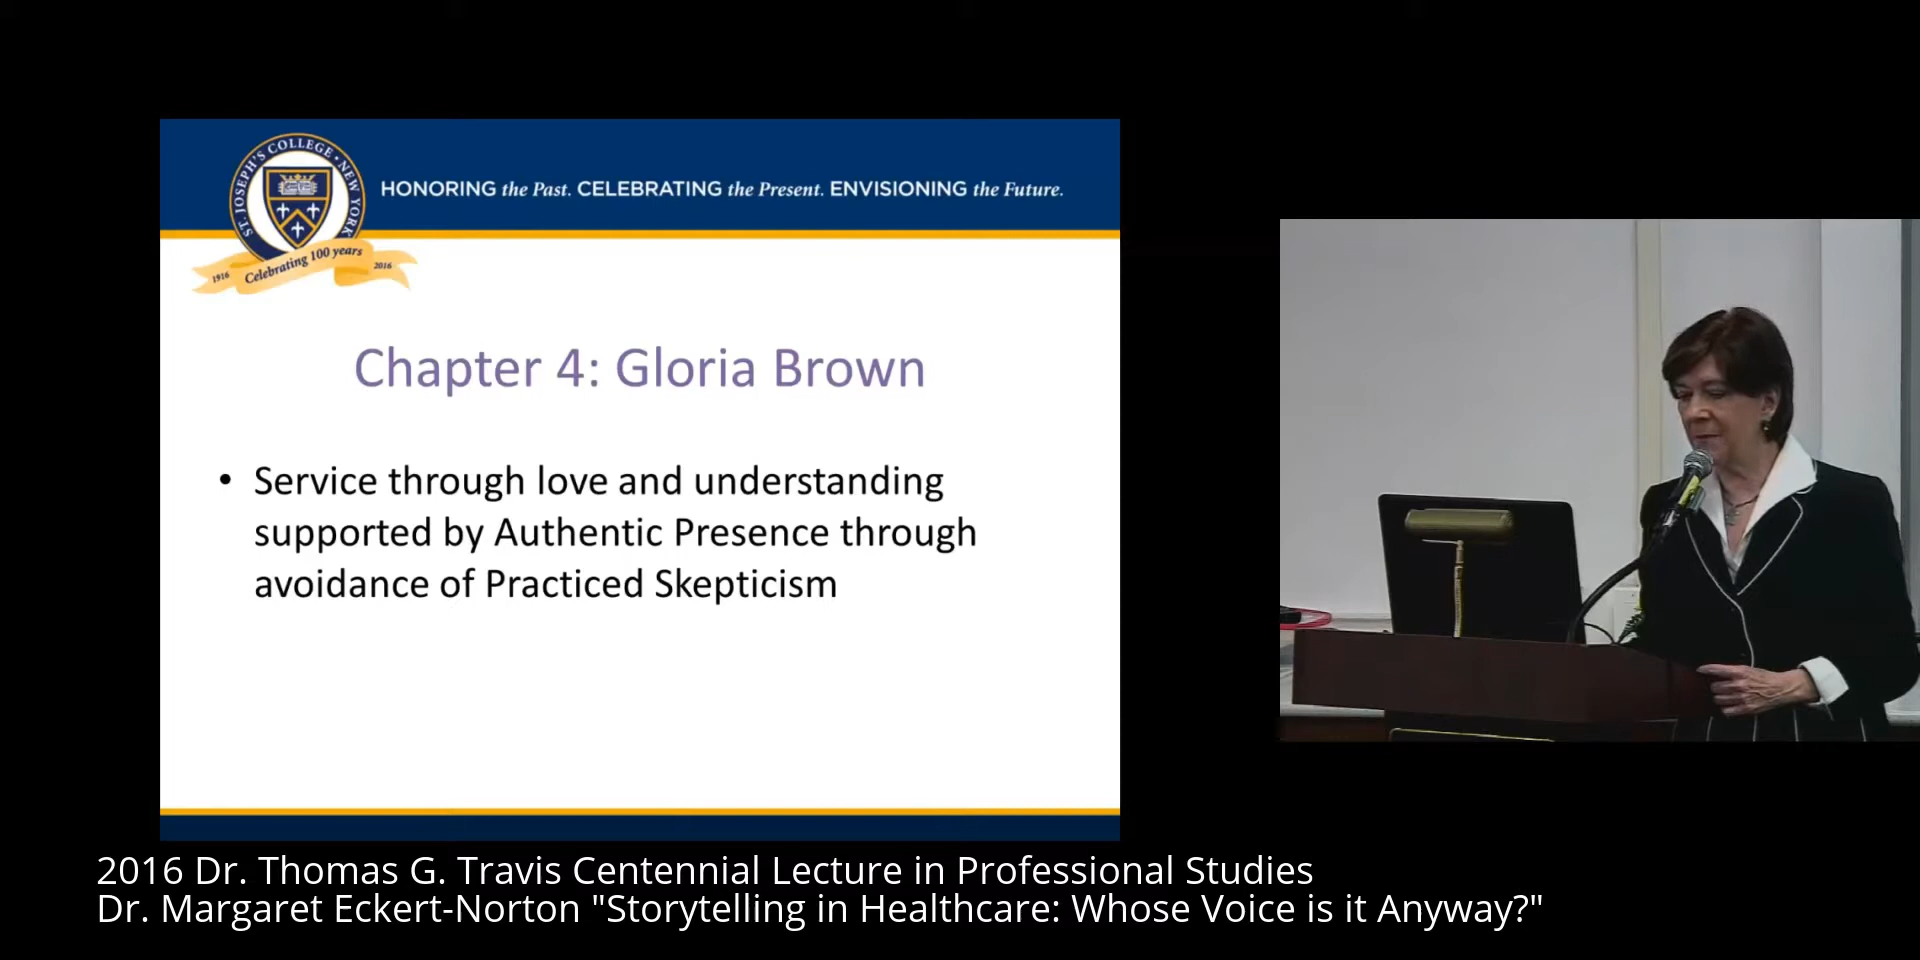 ST. JOSEPH'S COLLEGE • NEW YORK
HONORING the Past. CELEBRATING the Present. ENVISIONING the Future.
1916 Celebrating 100 years 2016
Chapter 4: Gloria Brown
• Service through love and understanding
supported by Authentic Presence through
avoidance of Practiced Skepticism
2016 Dr. Thomas G. Travis Centennial Lecture in Professional Studies
Dr. Margaret Eckert-Norton "Storytelling in Healthcare: Whose Voice is it Anyway?"